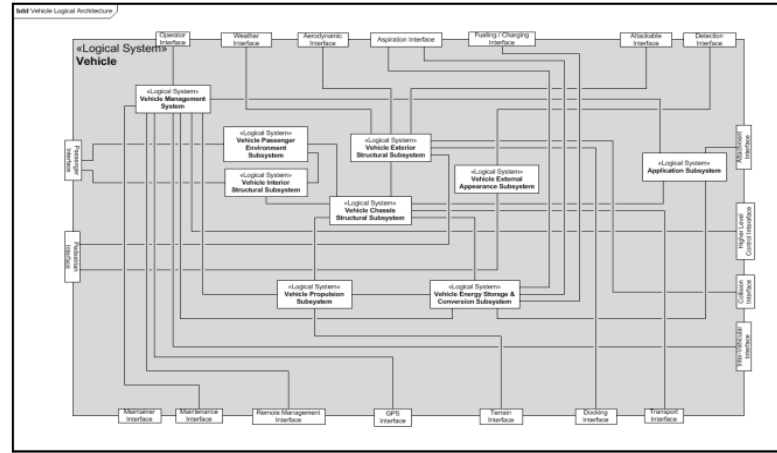 bdd Vehicle Logical Architecture
Operator
Interface
Weather
Interface
Aerodynamic
Interface
Aspiration Interface
Fueling / Charging
Interface
Attackable
Interface
Detection
Interface
«Logical System»
Vehicle
«Logical System»
Vehicle Management
System
«Logical System»
Vehicle Passenger
Environment
Subsystem
«Logical System»
Vehicle Exterior
Structural Subsystem
Passenger
Interface
Attachment
Interface
«Logical System»
Vehicle Interior
Structural Subsystem
«Logical System»
Vehicle External
Appearance Subsystem
«Logical System»
Application Subsystem
«Logical System»
Vehicle Chassis
Structural Subsystem
Pedestrian
Interface
Higher Level
Control Interface
«Logical System»
Vehicle Propulsion
Subsystem
«Logical System»
Vehicle Energy Storage &
Conversion Subsystem
Collision
Interface
Inter-Vehicular
Interface
Maintainer
Interface
Maintenance
Interface
Remote Management
Interface
GPS
Interface
Terrain
Interface
Docking
Interface
Transport
Interface